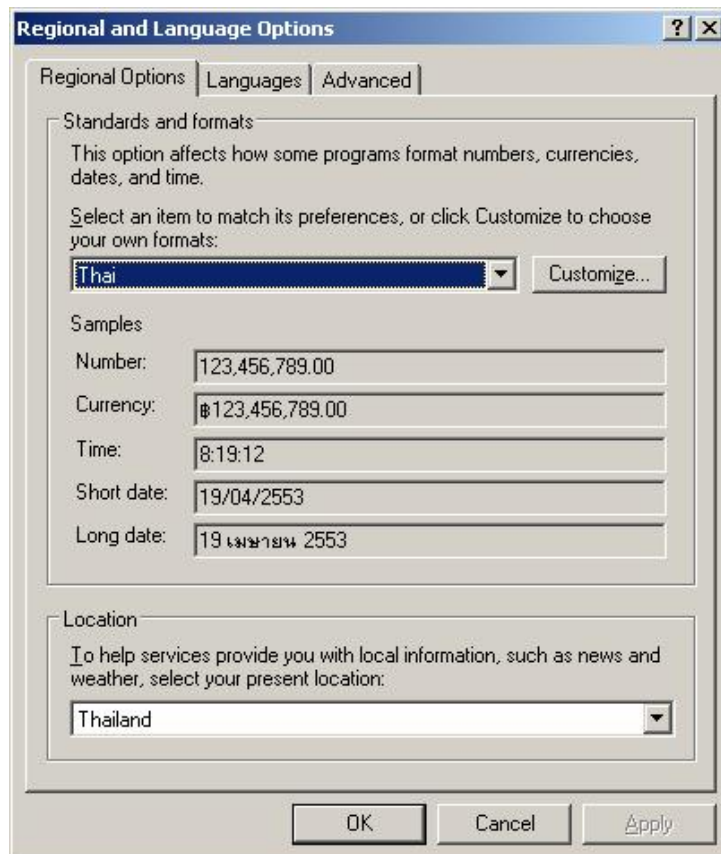 Regional and Language Options
Regional Options Languages Advanced
Standards and formats
This option affects how some programs format numbers, currencies,
dates, and time.
Select an item to match its preferences, or click Customize to choose
your own formats:
Thai Customize...
Samples
Number: 123,456,789.00
Currency: ฿123,456,789.00
Time: 8:19:12
Short date: 19/04/2553
Long date: 19 เมษายน 2553
Location
To help services provide you with local information, such as news and
weather, select your present location:
Thailand
OK Cancel Apply